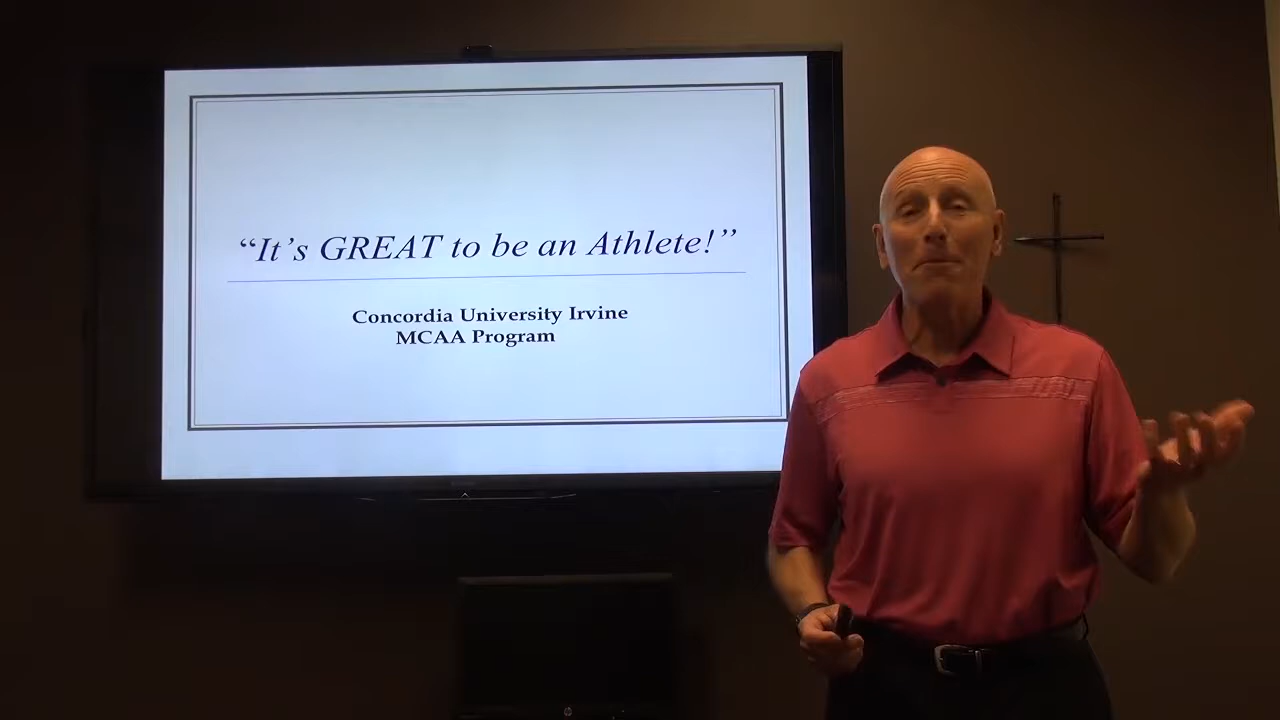 “It’s GREAT to be an Athlete!”
Concordia University Irvine
MCAA Program